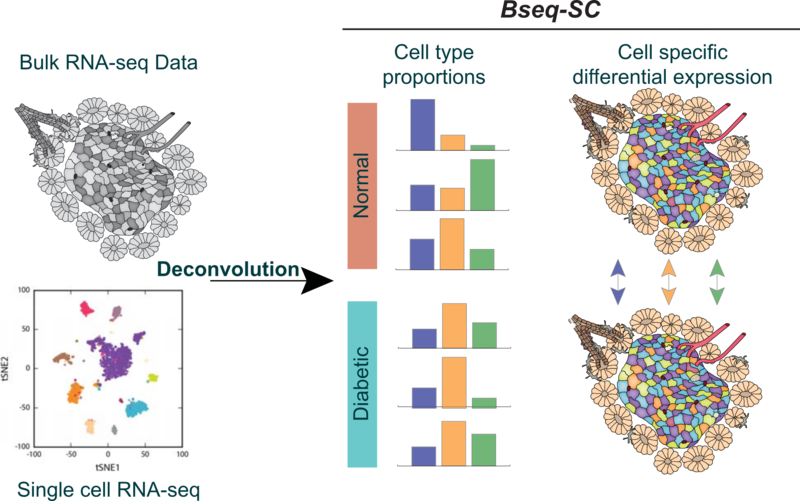 Bseq-SC
Bulk RNA-seq Data
Cell type
proportions
Cell specific
differential expression
Normal
Deconvolution
Diabetic
100
50
0
-50
-100
tSNE2
-100
-50
0
50
100
tSNE1
Single cell RNA-seq